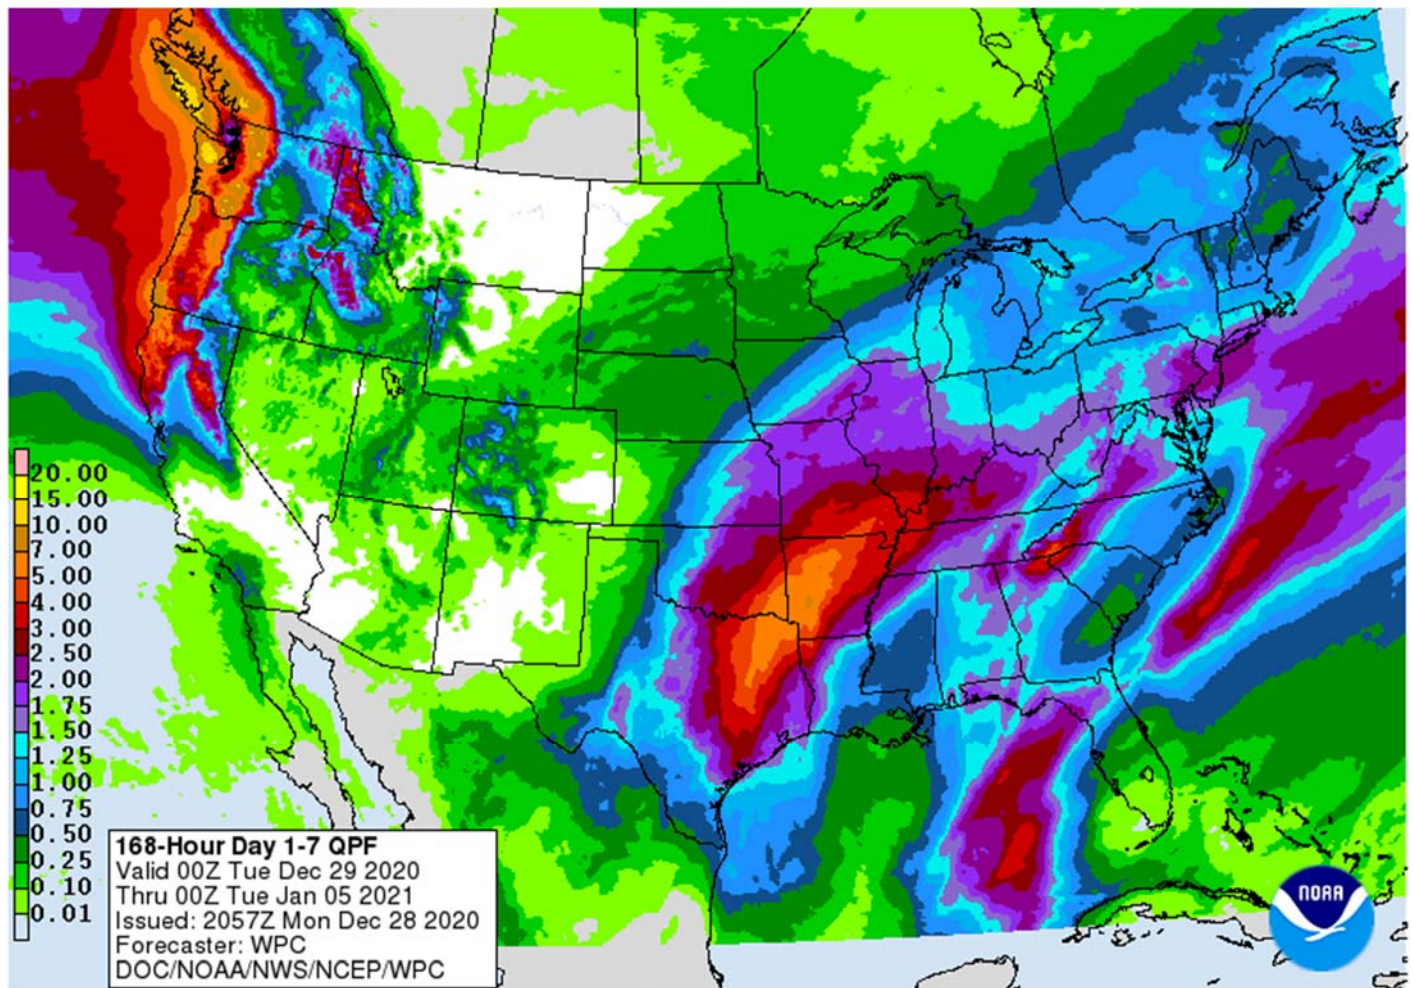 20.00
15.00
10.00
7.00
5.00
4.00
3.00
2.50
2.00
1.75
1.50
1.25
1.00
0.75
0.50
0.25
0.10
0.01
168-Hour Day 1-7 QPF
Valid 00Z Tue Dec 29 2020
Thru 00Z Tue Jan 05 2021
Issued: 2057Z Mon Dec 28 2020
Forecaster: WPC
DOC/NOAA/NWS/NCEP/WPC
NOAA